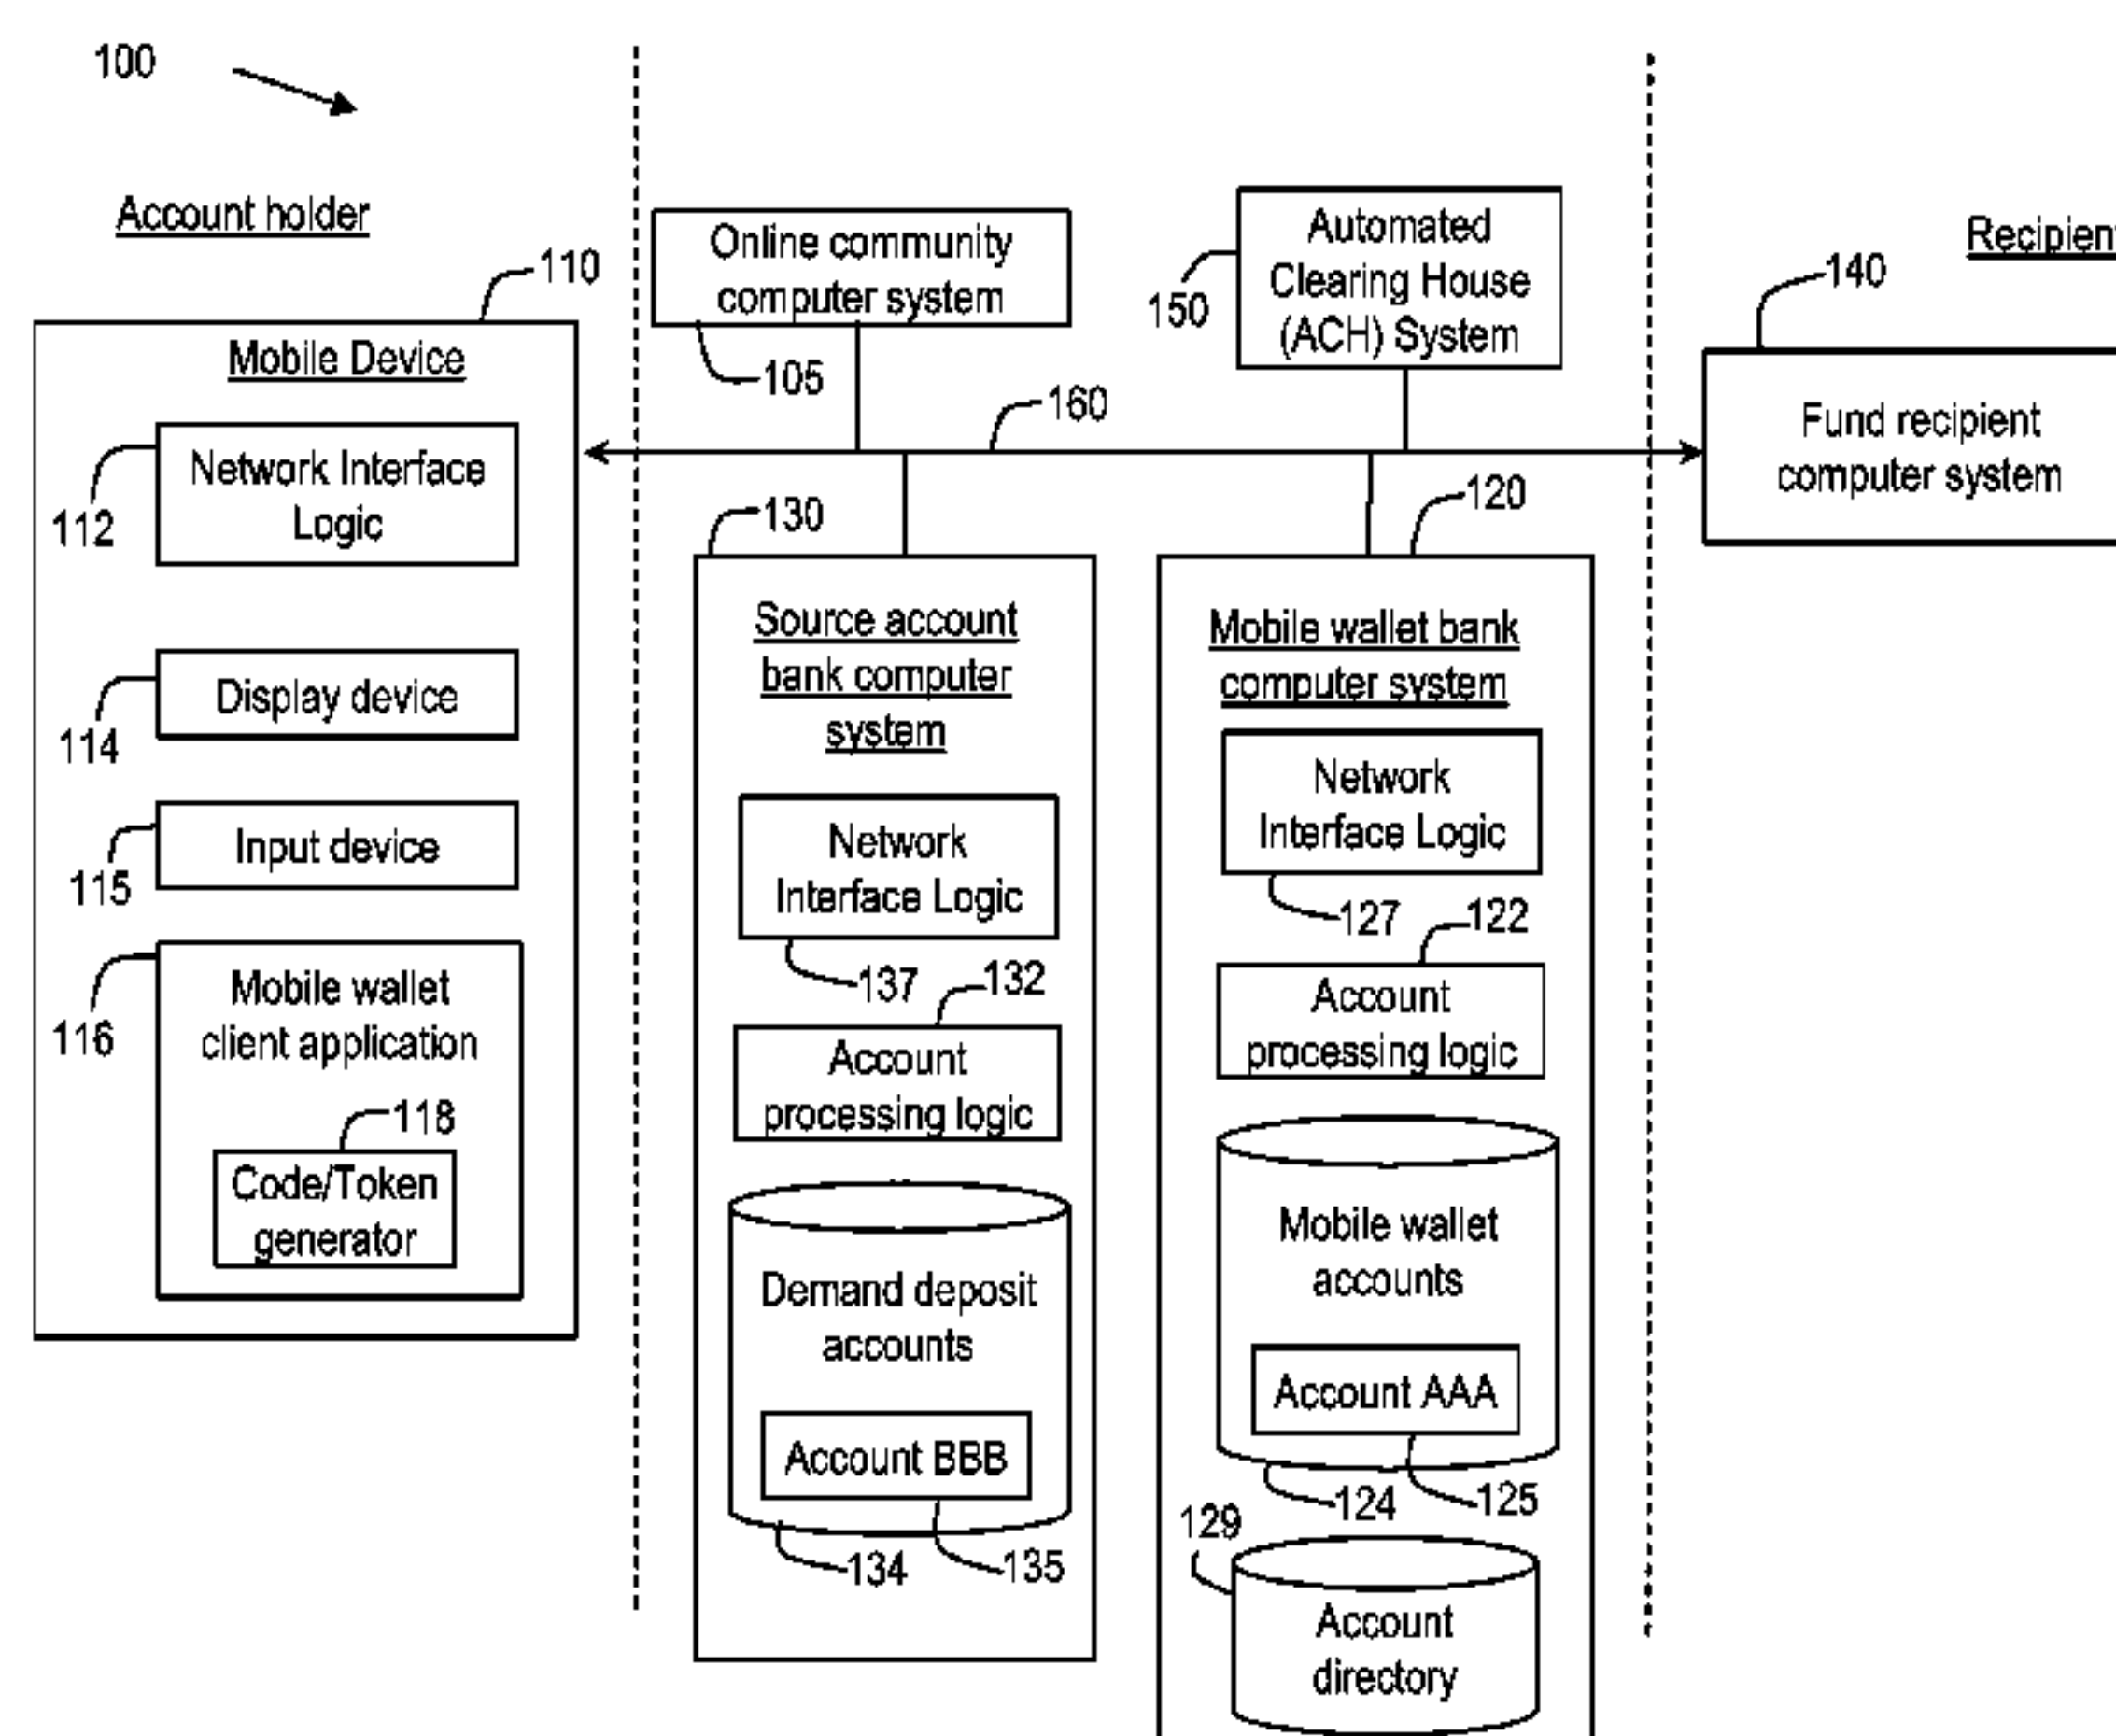 100
Account holder
110
Mobile Device
112
Network Interface
Logic
114
Display device
115
Input device
116
Mobile wallet
client application
118
Code/Token
generator
Online community
computer system
105
150
Automated
Clearing House
(ACH) System
160
130
Source account
bank computer
system
Network
Interface Logic
137
132
Account
processing logic
Demand deposit
accounts
Account BBB
134
135
120
Mobile wallet bank
computer system
Network
Interface Logic
127
122
Account
processing logic
Mobile wallet
accounts
Account AAA
124
125
129
Account
directory
Recipient
140
Fund recipient
computer system